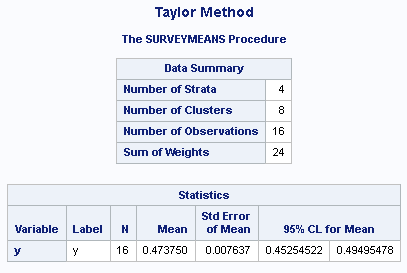 Taylor Method
The SURVEYMEANS Procedure
Data Summary
Number of Strata 4
Number of Clusters 8
Number of Observations 16
Sum of Weights 24
Statistics
Variable Label N Mean Std Error of Mean 95% CL for Mean
y y 16 0.473750 0.007637 0.45254522 0.49495478